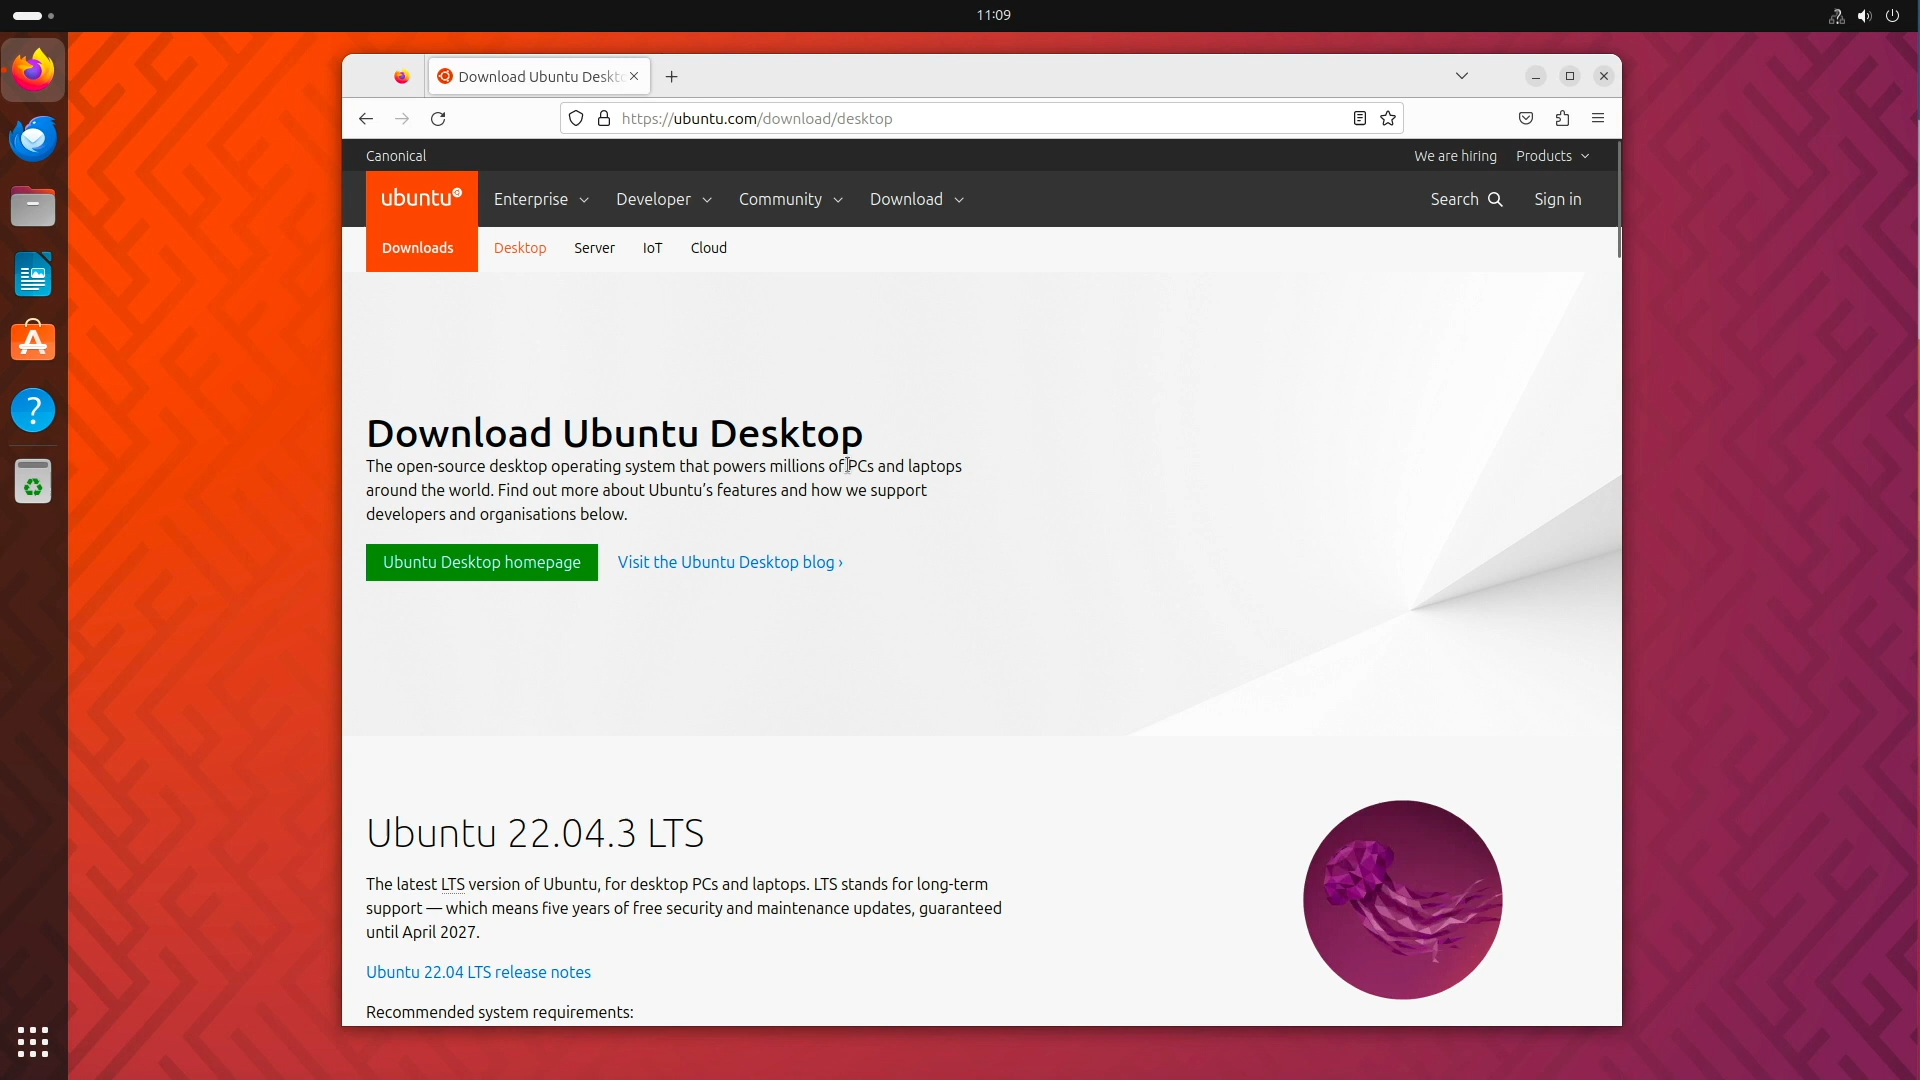 11:09
Download Ubuntu Deskto
https://ubuntu.com/download/desktop
Canonical
We are hiring
Products
ubuntu
Enterprise
Developer
Community
Download
Search
Sign in
Downloads
Desktop
Server
IoT
Cloud
Download Ubuntu Desktop
The open-source desktop operating system that powers millions of PCs and laptops
around the world. Find out more about Ubuntu's features and how we support
developers and organisations below.
Ubuntu Desktop homepage
Visit the Ubuntu Desktop blog ›
Ubuntu 22.04.3 LTS
The latest LTS version of Ubuntu, for desktop PCs and laptops. LTS stands for long-term
support — which means five years of free security and maintenance updates, guaranteed
until April 2027.
Ubuntu 22.04 LTS release notes
Recommended system requirements: